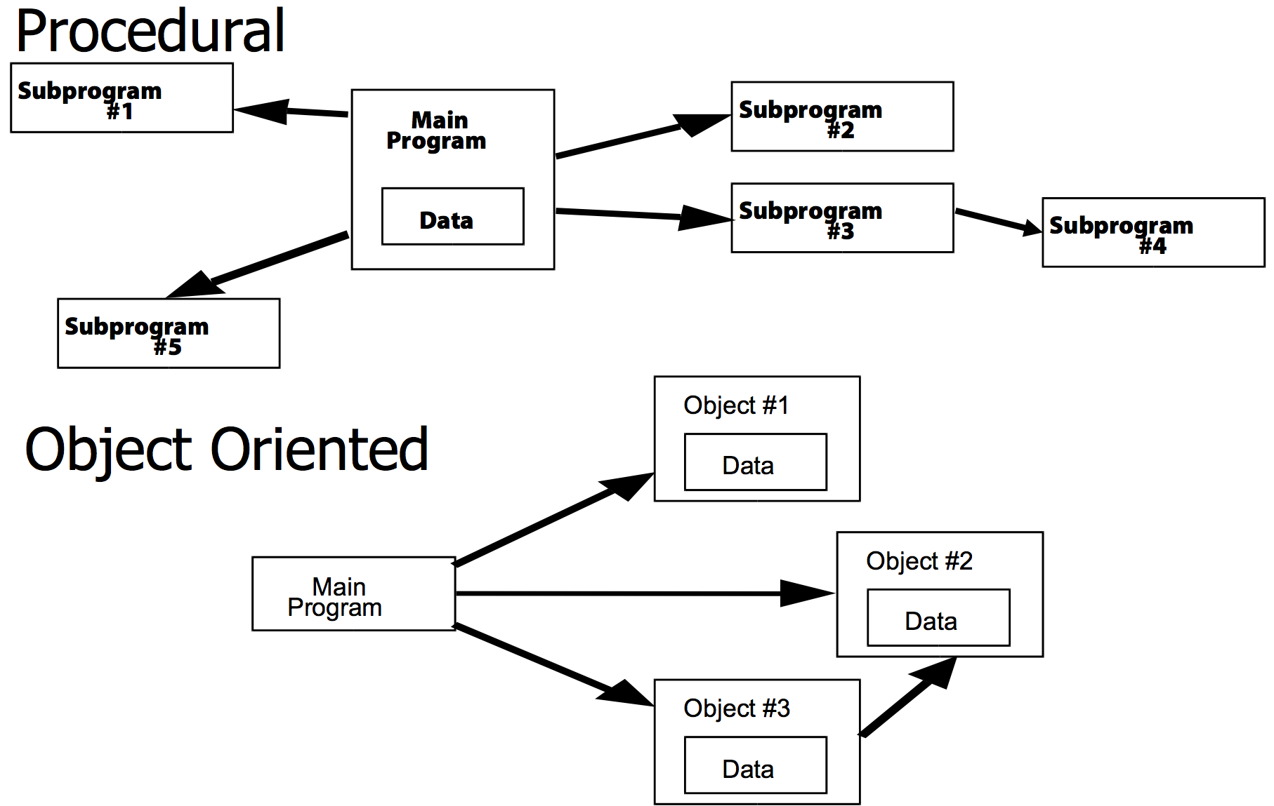 Procedural
Subprogram
#1
Main
Program
Data
Subprogram
#2
Subprogram
#3
Subprogram
#4
Subprogram
#5
Object Oriented
Object #1
Data
Main
Program
Object #2
Data
Object #3
Data